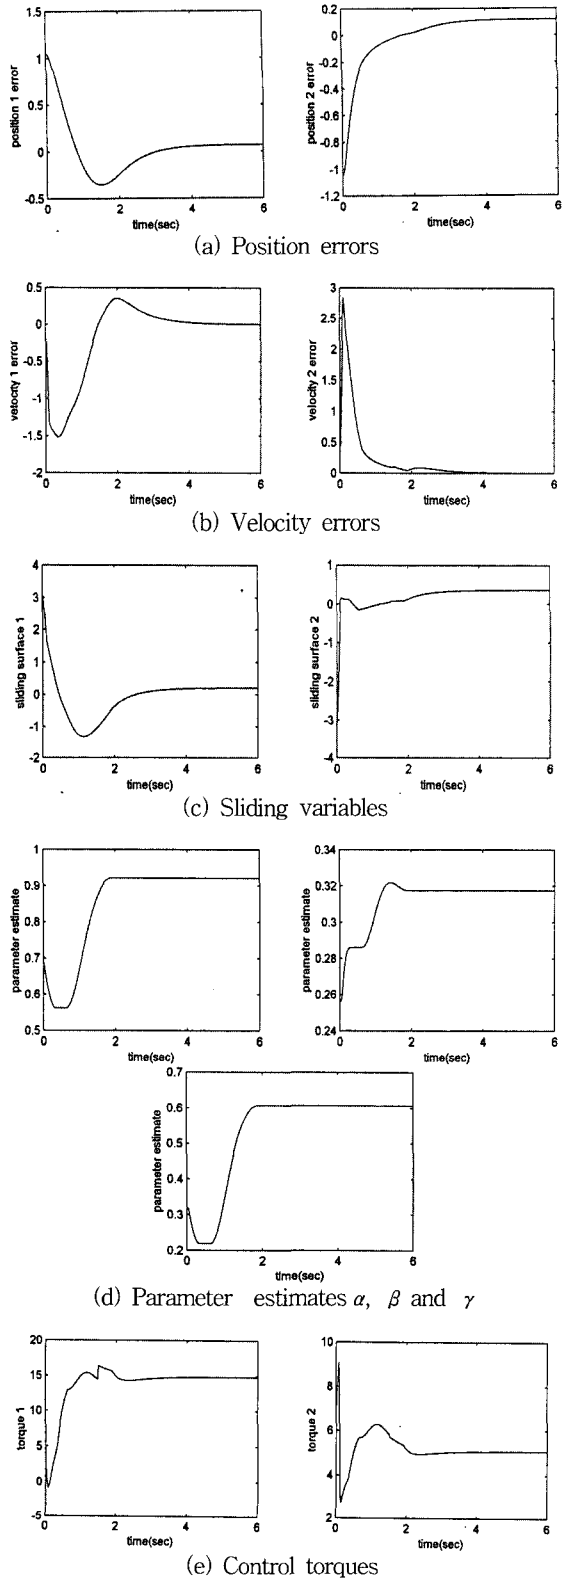 1.5
1
0.5
0
-0.5
position 1 error
0 2 4 6
time(sec)
0.2
0
-0.2
-0.4
-0.6
-0.8
-1
-1.2
position 2 error
0 2 4 6
time(sec)
(a) Position errors
0.5
0
-0.5
-1
-1.5
-2
velocity 1 error
0 2 4 6
time(sec)
3
2.5
2
1.5
1
0.5
0
velocity 2 error
0 2 4 6
time(sec)
(b) Velocity errors
4
3
2
1
0
-1
-2
sliding surface 1
0 2 4 6
time(sec)
1
0
-1
-2
-3
-4
sliding surface 2
0 2 4 6
time(sec)
(c) Sliding variables
1
0.9
0.8
0.7
0.6
0.5
parameter estimate
0 2 4 6
time(sec)
0.34
0.32
0.3
0.28
0.26
0.24
parameter estimate
0 2 4 6
time(sec)
0.7
0.6
0.5
0.4
0.3
0.2
parameter estimate
0 2 4 6
time(sec)
(d) Parameter estimates α, β and γ
20
15
10
5
0
-5
torque 1
0 2 4 6
time(sec)
10
8
6
4
2
torque 2
0 2 4 6
time(sec)
(e) Control torques